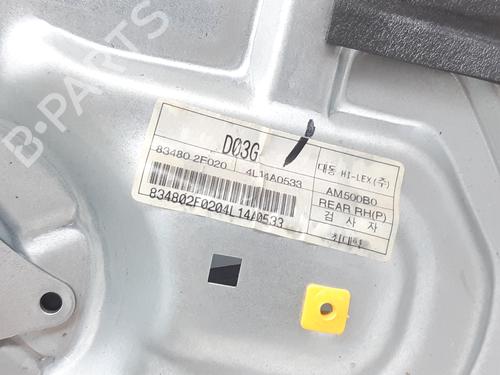 B-PARTS
D03G
대동 HI-LEX(주)
83480 2F020
4L14A0533
AM500B0
REAR RH(P)
검 사 자
834802F0204L14A0533